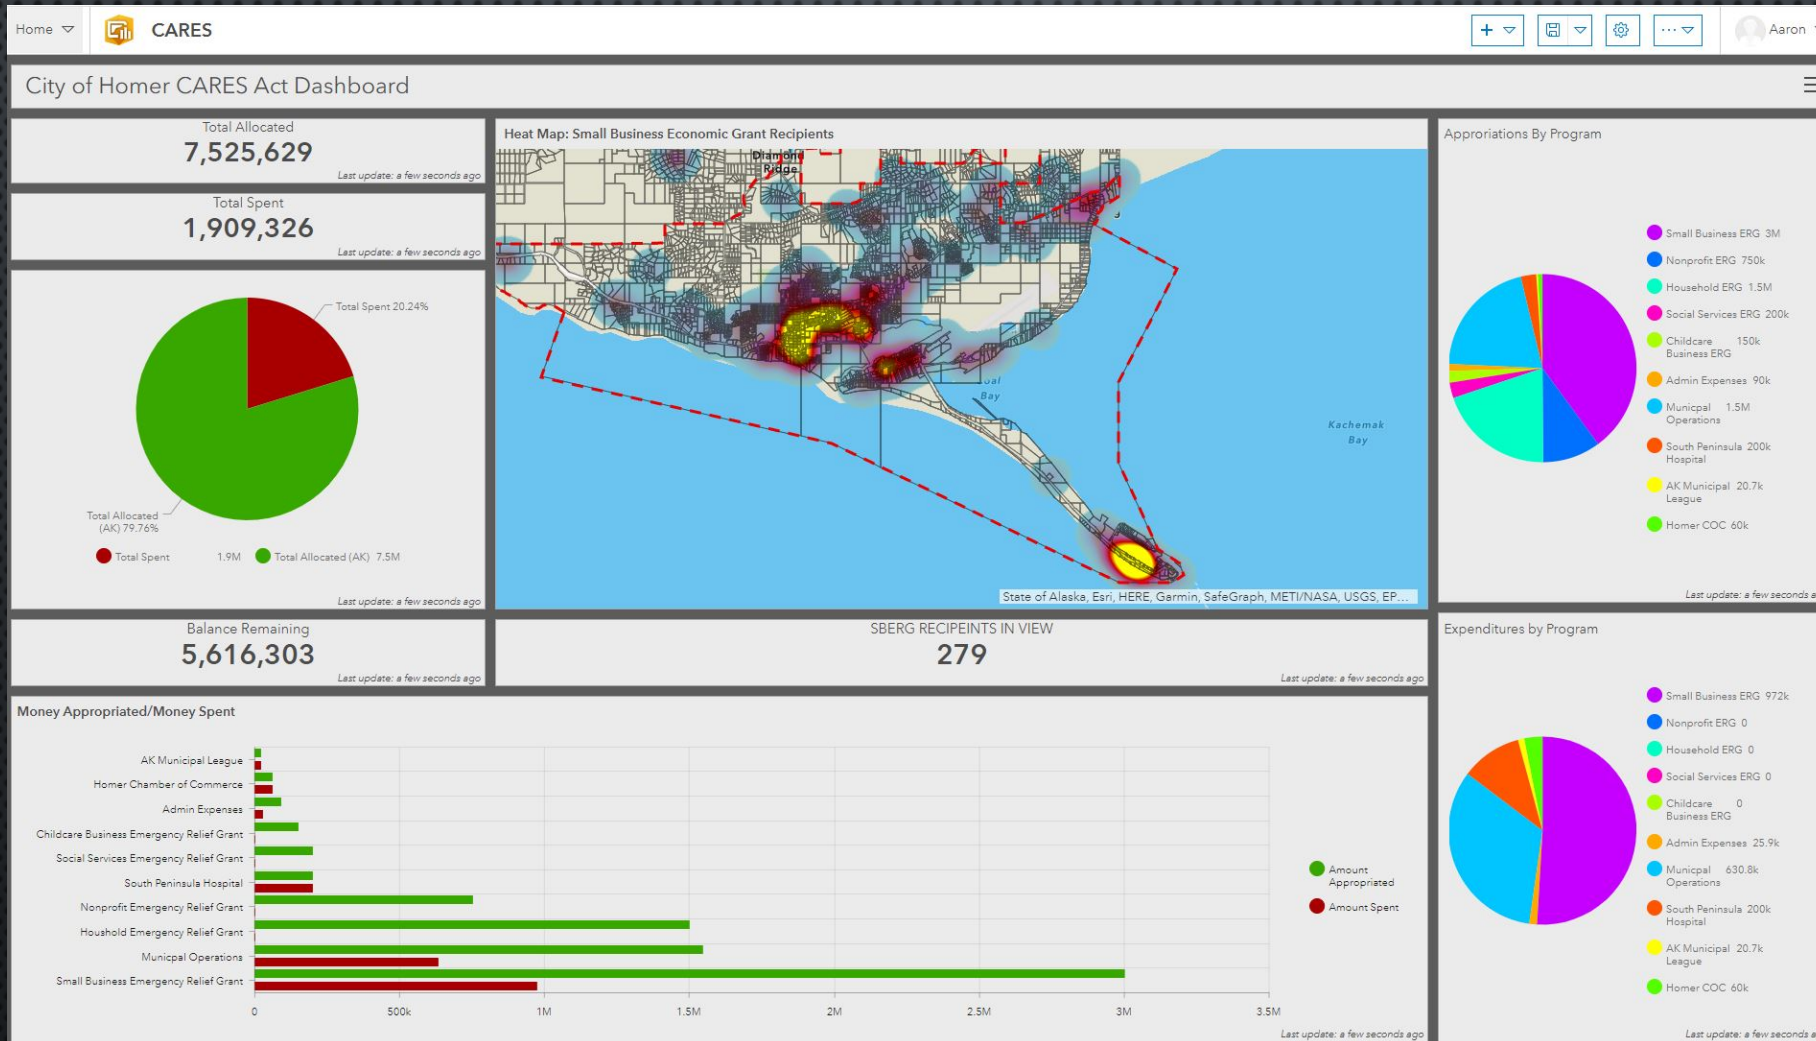 Home
CARES
Aaron
City of Homer CARES Act Dashboard
Total Allocated
7,525,629
Last update: a few seconds ago
Total Spent
1,909,326
Last update: a few seconds ago
Total Spent 20.24%
Total Allocated
(AK) 79.76%
Total Spent 1.9M
Total Allocated (AK) 7.5M
Last update: a few seconds ago
Balance Remaining
5,616,303
Last update: a few seconds ago
Heat Map: Small Business Economic Grant Recipients
Diamond
Ridge
Bay
Kachemak
Bay
State of Alaska, Esri, HERE, Garmin, SafeGraph, METI/NASA, USGS, EP...
SBERG RECIPEINTS IN VIEW
279
Last update: a few seconds ago
Money Appropriated/Money Spent
AK Municipal League
Homer Chamber of Commerce
Admin Expenses
Childcare Business Emergency Relief Grant
Social Services Emergency Relief Grant
South Peninsula Hospital
Nonprofit Emergency Relief Grant
Houshold Emergency Relief Grant
Municpal Operations
Small Business Emergency Relief Grant
0 500k 1M 1.5M 2M 2.5M 3M 3.5M
Amount
Appropriated
Amount Spent
Last update: a few seconds ago
Approriations By Program
Small Business ERG 3M
Nonprofit ERG 750k
Household ERG 1.5M
Social Services ERG 200k
Childcare 150k
Business ERG
Admin Expenses 90k
Municpal 1.5M
Operations
South Peninsula 200k
Hospital
AK Municipal 20.7k
League
Homer COC 60k
Last update: a few seconds a
Expenditures by Program
Small Business ERG 972k
Nonprofit ERG 0
Household ERG 0
Social Services ERG 0
Childcare 0
Business ERG
Admin Expenses 25.9k
Municpal 630.8k
Operations
South Peninsula 200k
Hospital
AK Municipal 20.7k
League
Homer COC 60k
Last update: a few seconds a